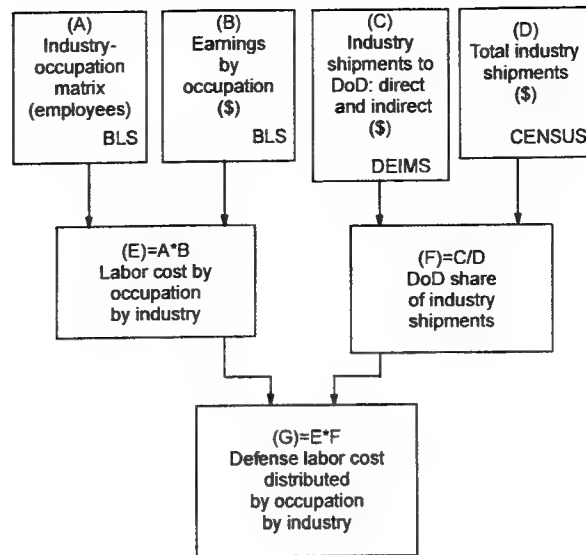 (A)
Industry-
occupation
matrix
(employees)
BLS
(B)
Earnings
by
occupation
($)
BLS
(C)
Industry
shipments to
DoD: direct
and indirect
($)
DEIMS
(D)
Total industry
shipments
($)
CENSUS
(E)=A*B
Labor cost by
occupation
by industry
(F)=C/D
DoD share
of industry
shipments
(G)=E*F
Defense labor cost
distributed
by occupation
by industry